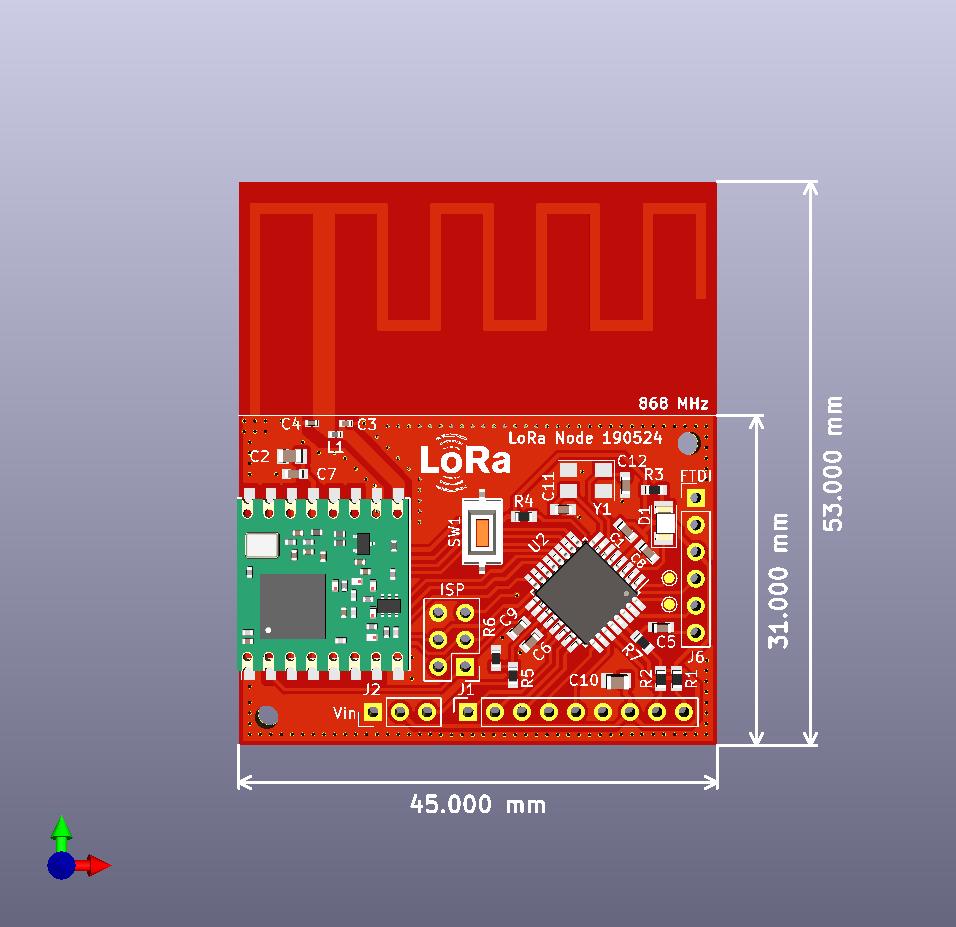 868 MHz
C4
C3
L1
C2
C7
LoRa
LoRa Node 190524
C12
R3
FTDI
C11
R4
Y1
D1
SW1
U2
C1
C8
ISP
C9
C6
R6
R5
R7
C5
J6
C10
R2
R1
J2
J1
Vin
53.000 mm
31.000 mm
45.000 mm